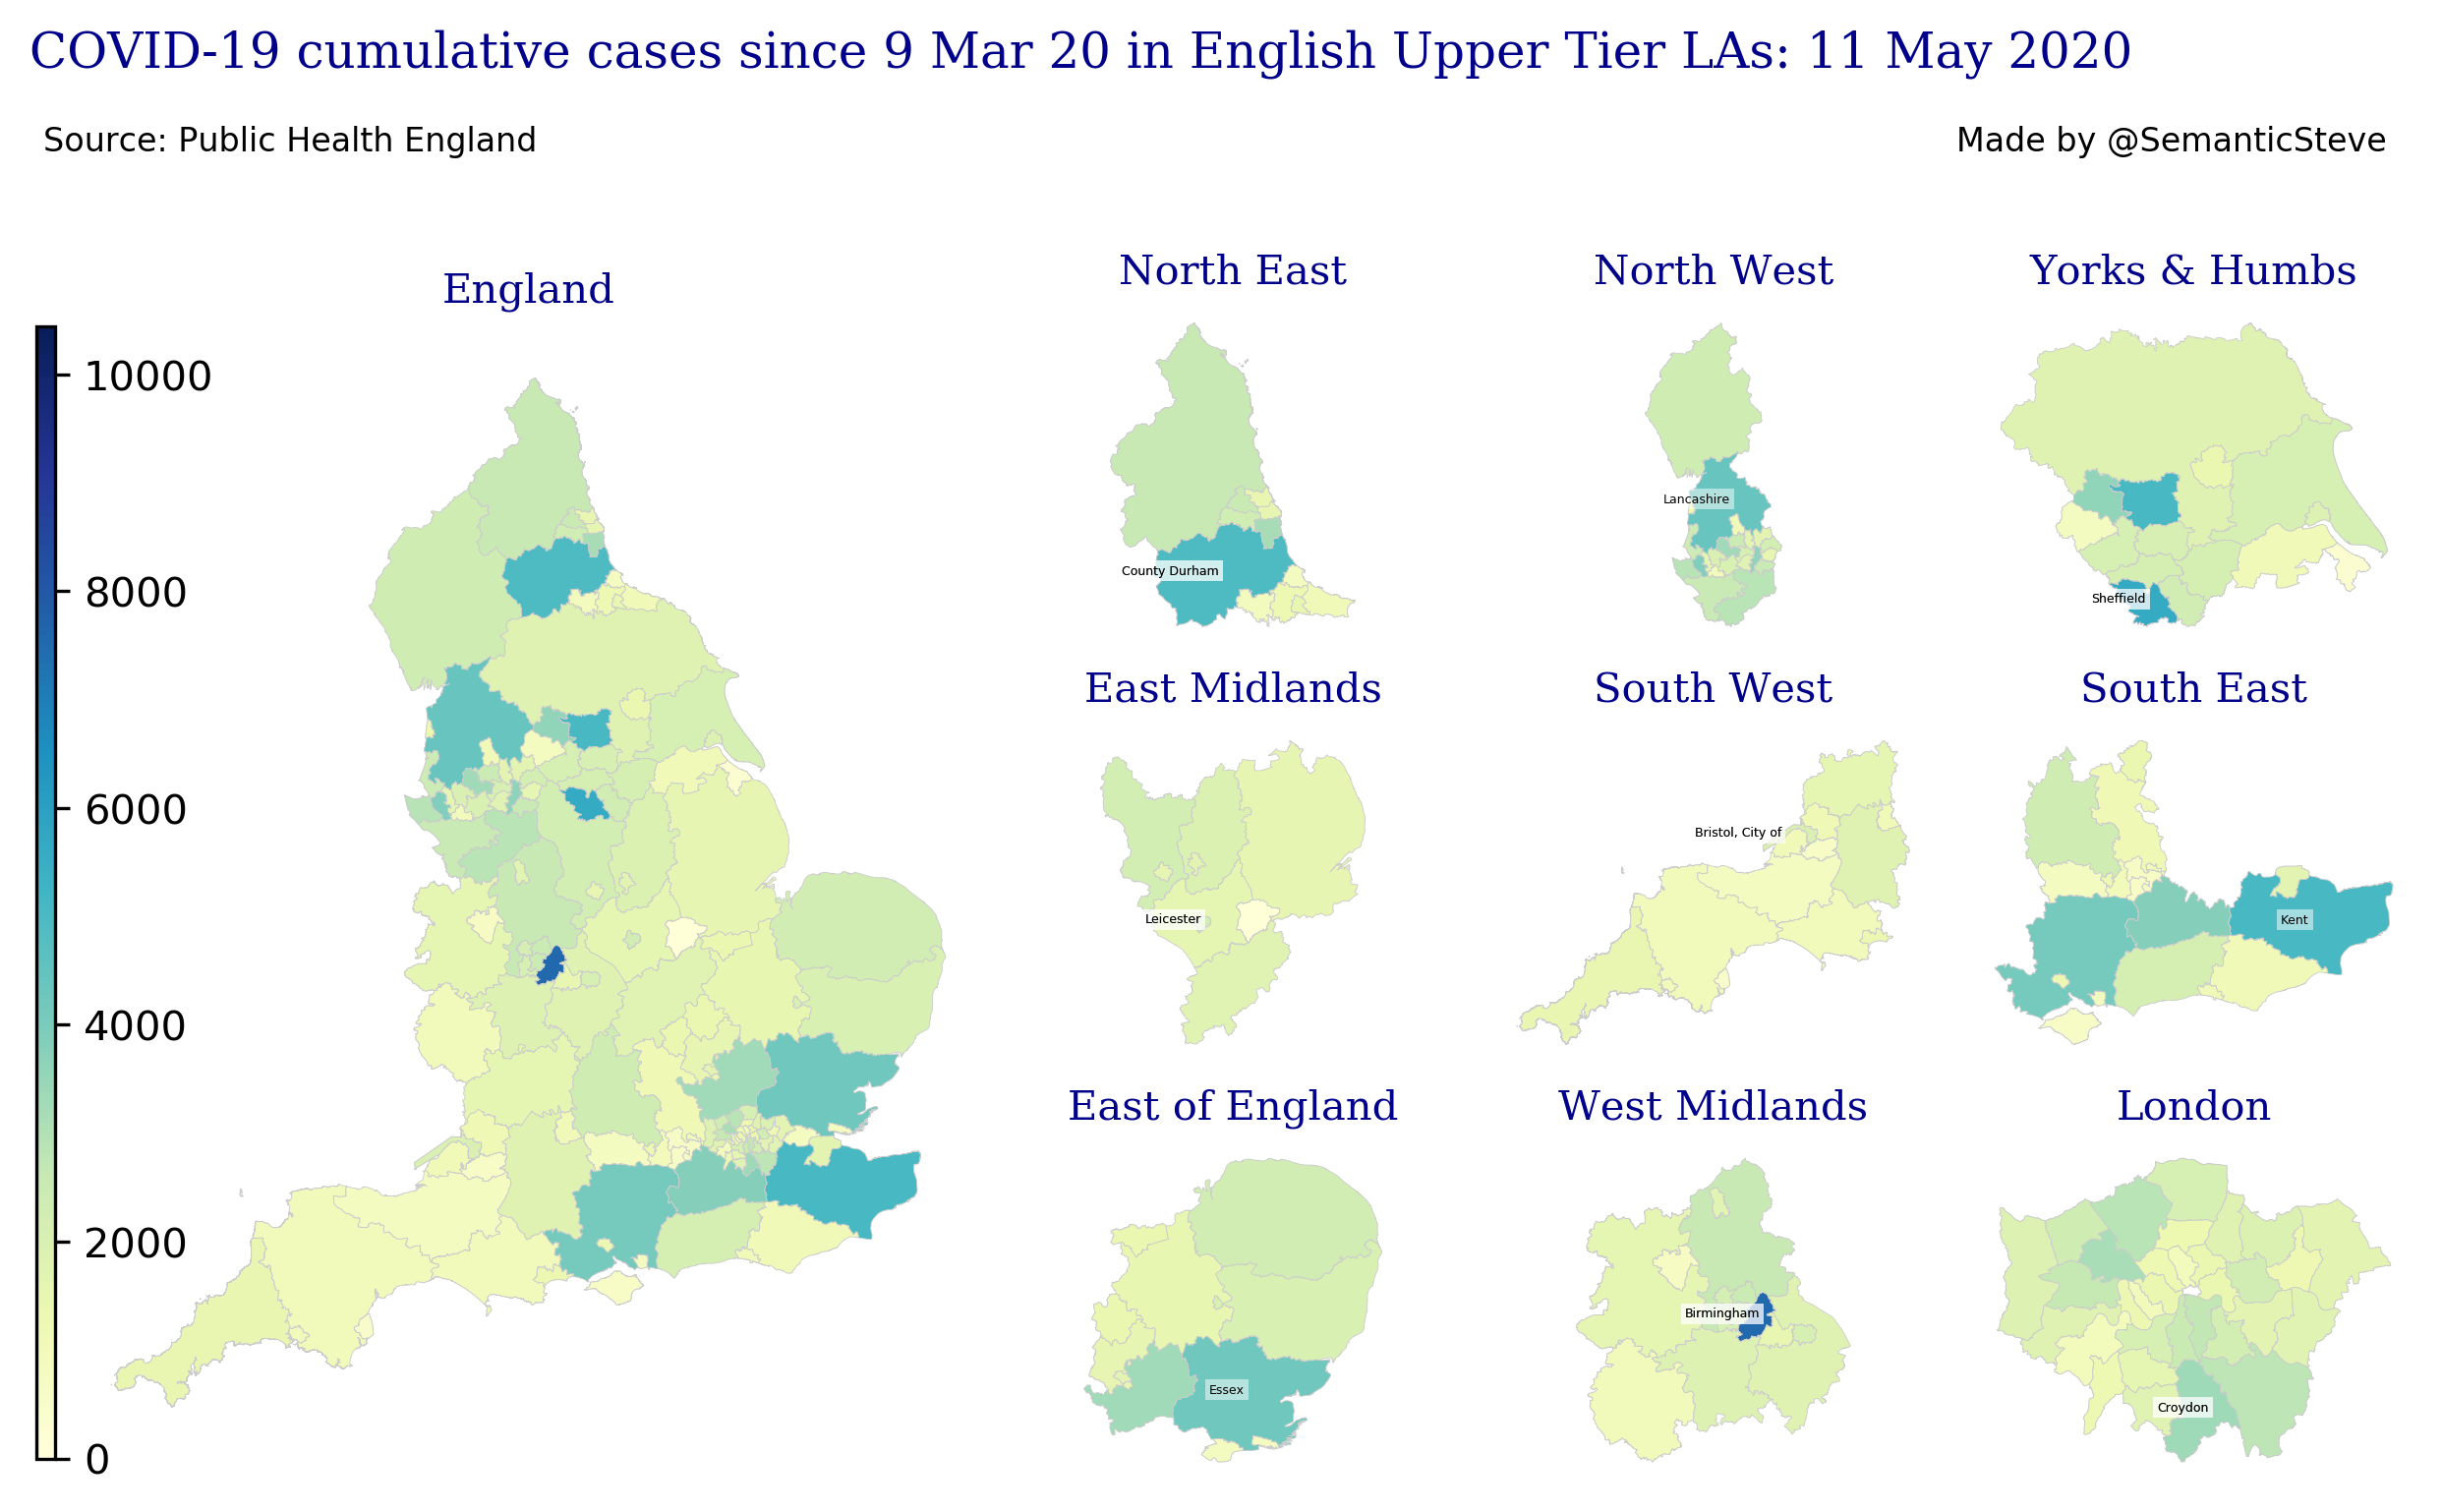 COVID-19 cumulative cases since 9 Mar 20 in English Upper Tier LAs: 11 May 2020
Source: Public Health England
Made by @SemanticSteve
England
10000
8000
6000
4000
2000
0
North East
County Durham
North West
Lancashire
Yorks & Humbs
Sheffield
East Midlands
Leicester
South West
Bristol, City of
South East
Kent
East of England
Essex
West Midlands
Birmingham
London
Croydon